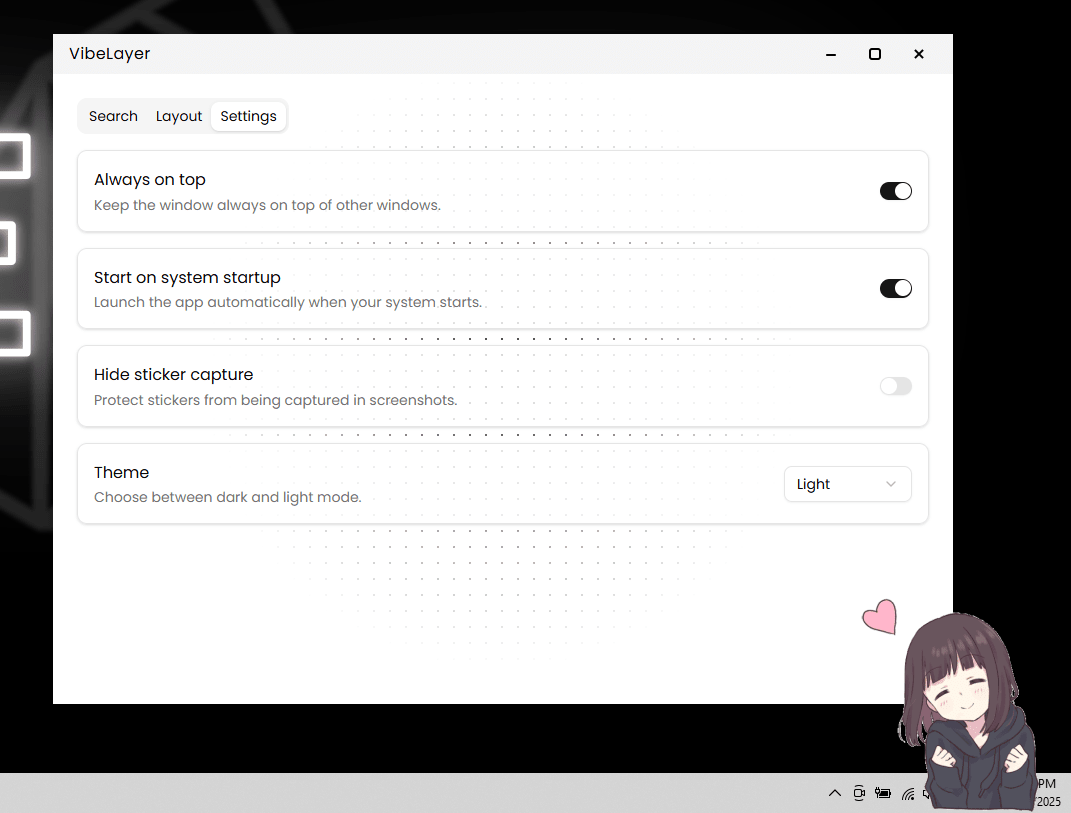 VibeLayer
Search Layout Settings
Always on top
Keep the window always on top of other windows.
Start on system startup
Launch the app automatically when your system starts.
Hide sticker capture
Protect stickers from being captured in screenshots.
Theme
Choose between dark and light mode.
Light
PM
/2025